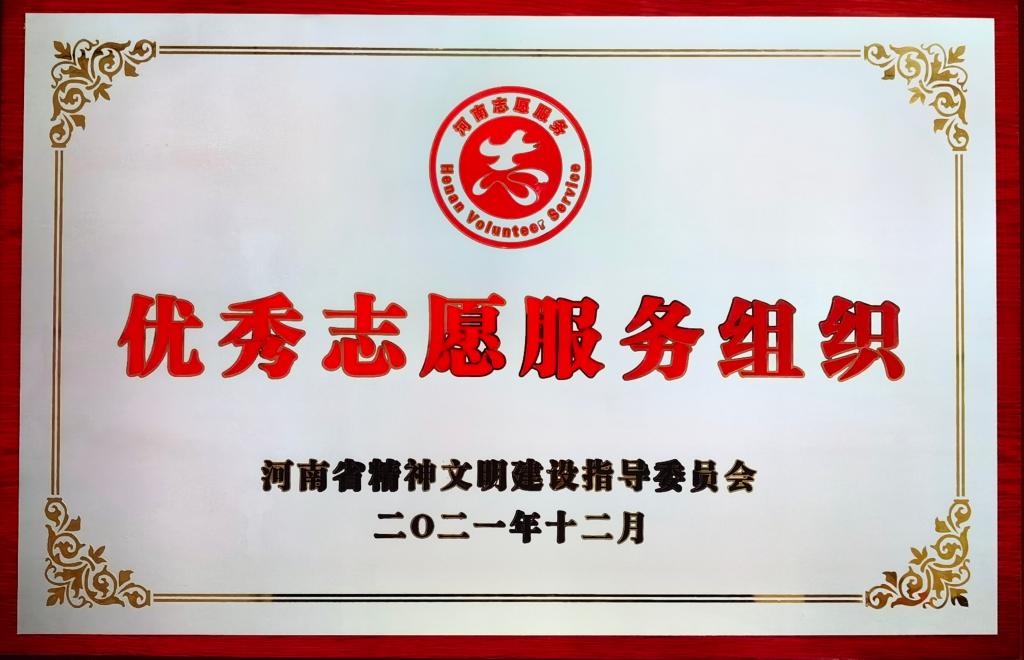 河南志愿服务
Henan Volunteer Service
优秀志愿服务组织
河南省精神文明建设指导委员会
二〇二一年十二月